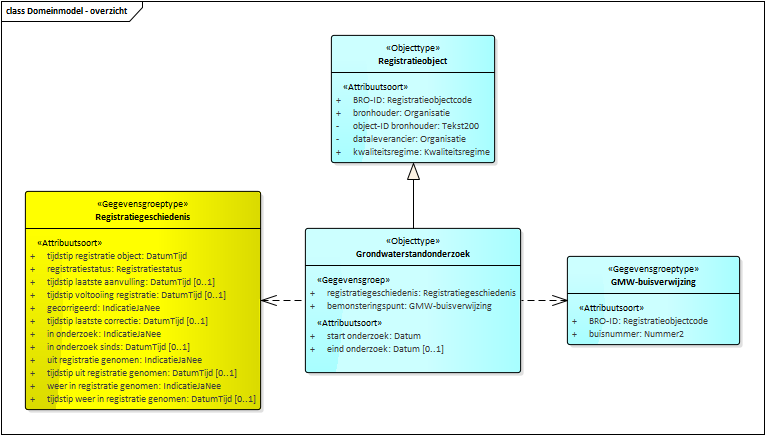 class Domeinmodel - overzicht
«Objecttype»
Registratieobject
«Attribuutsoort»
+ BRO-ID: Registratieobjectcode
+ bronhouder: Organisatie
- object-ID bronhouder: Tekst200
- dataleverancier: Organisatie
+ kwaliteitsregime: Kwaliteitsregime
«Gegevensgroeptype»
Registratiegeschiedenis
«Attribuutsoort»
+ tijdstip registratie object: DatumTijd
+ registratiestatus: Registratiestatus
+ tijdstip laatste aanvulling: DatumTijd [0..1]
+ tijdstip voltooiing registratie: DatumTijd [0..1]
+ gecorrigeerd: IndicatieJaNee
+ tijdstip laatste correctie: DatumTijd [0..1]
+ in onderzoek: IndicatieJaNee
+ in onderzoek sinds: DatumTijd [0..1]
+ uit registratie genomen: IndicatieJaNee
+ tijdstip uit registratie genomen: DatumTijd [0..1]
+ weer in registratie genomen: IndicatieJaNee
+ tijdstip weer in registratie genomen: DatumTijd [0..1]
«Objecttype»
Grondwaterstandonderzoek
«Gegevensgroep»
+ registratiegeschiedenis: Registratiegeschiedenis
+ bemonsteringspunt: GMW-buisverwijzing
«Attribuutsoort»
+ start onderzoek: Datum
+ eind onderzoek: Datum [0..1]
«Gegevensgroeptype»
GMW-buisverwijzing
«Attribuutsoort»
+ BRO-ID: Registratieobjectcode
+ buisnummer: Nummer2